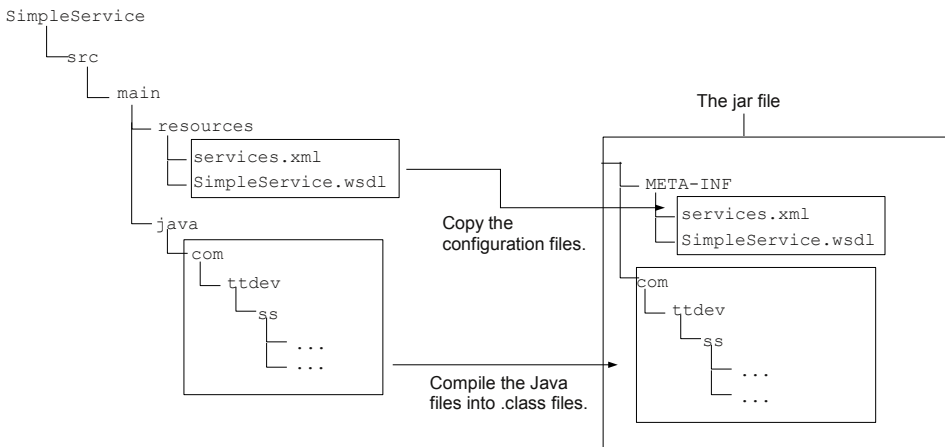 SimpleService
src
main
resources
services.xml
SimpleService.wsdl
java
com
ttdev
ss
...
...
Copy the
configuration files.
Compile the Java
files into .class files.
The jar file
META-INF
services.xml
SimpleService.wsdl
com
ttdev
ss
...
...